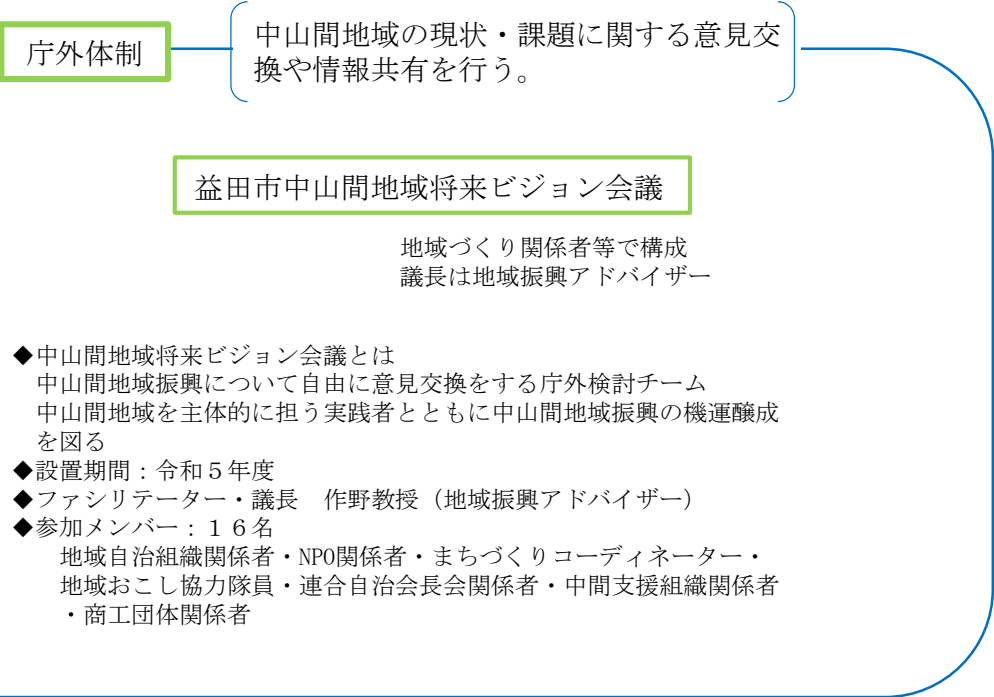 庁外体制
中山間地域の現状・課題に関する意見交
換や情報共有を行う。
益田市中山間地域将来ビジョン会議
地域づくり関係者等で構成
議長は地域振興アドバイザー
◆中山間地域将来ビジョン会議とは
中山間地域振興について自由に意見交換をする庁外検討チーム
中山間地域を主体的に担う実践者とともに中山間地域振興の機運醸成
を図る
◆設置期間：令和５年度
◆ファシリテーター・議長　作野教授（地域振興アドバイザー）
◆参加メンバー：１６名
地域自治組織関係者・NPO関係者・まちづくりコーディネーター・
地域おこし協力隊員・連合自治会長会関係者・中間支援組織関係者
・商工団体関係者